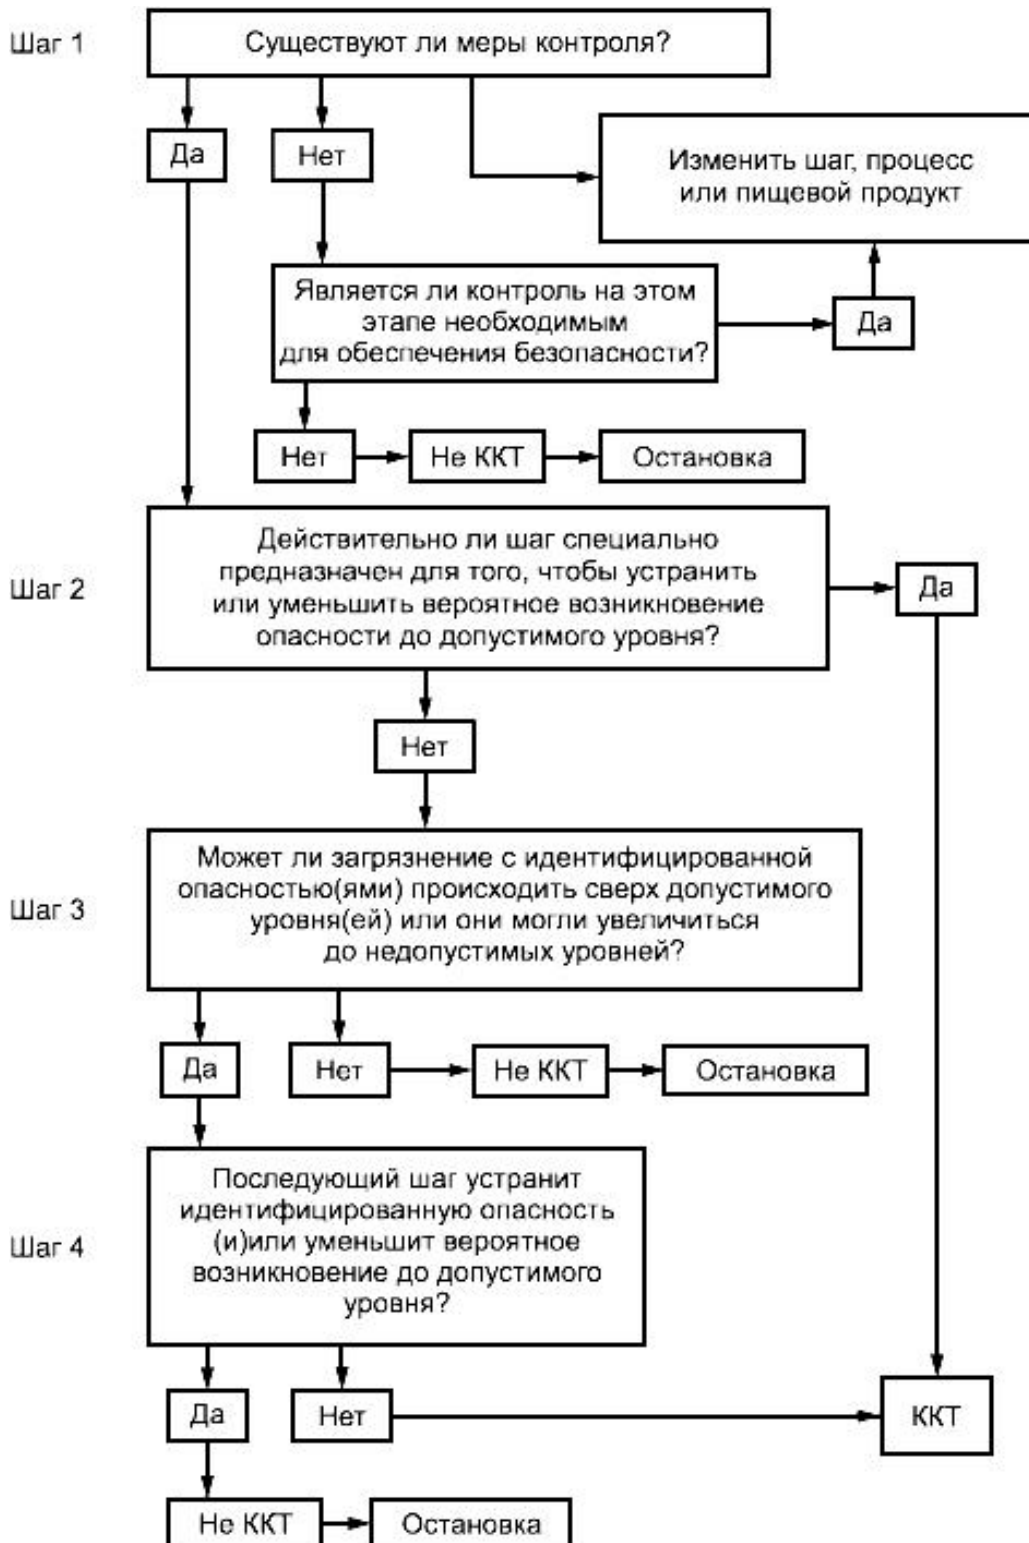 Шаг 1
Существуют ли меры контроля?
Да
Нет
Изменить шаг, процесс
или пищевой продукт
Является ли контроль на этом
этапе необходимым
для обеспечения безопасности?
Да
Нет
Не ККТ
Остановка
Шаг 2
Действительно ли шаг специально
предназначен для того, чтобы устранить
или уменьшить вероятное возникновение
опасности до допустимого уровня?
Да
Нет
Шаг 3
Может ли загрязнение с идентифицированной
опасностью(ями) происходить сверх допустимого
уровня(ей) или они могли увеличиться
до недопустимых уровней?
Да
Нет
Не ККТ
Остановка
Шаг 4
Последующий шаг устранит
идентифицированную опасность
(и)или уменьшит вероятное
возникновение до допустимого
уровня?
Да
Нет
ККТ
Не ККТ
Остановка